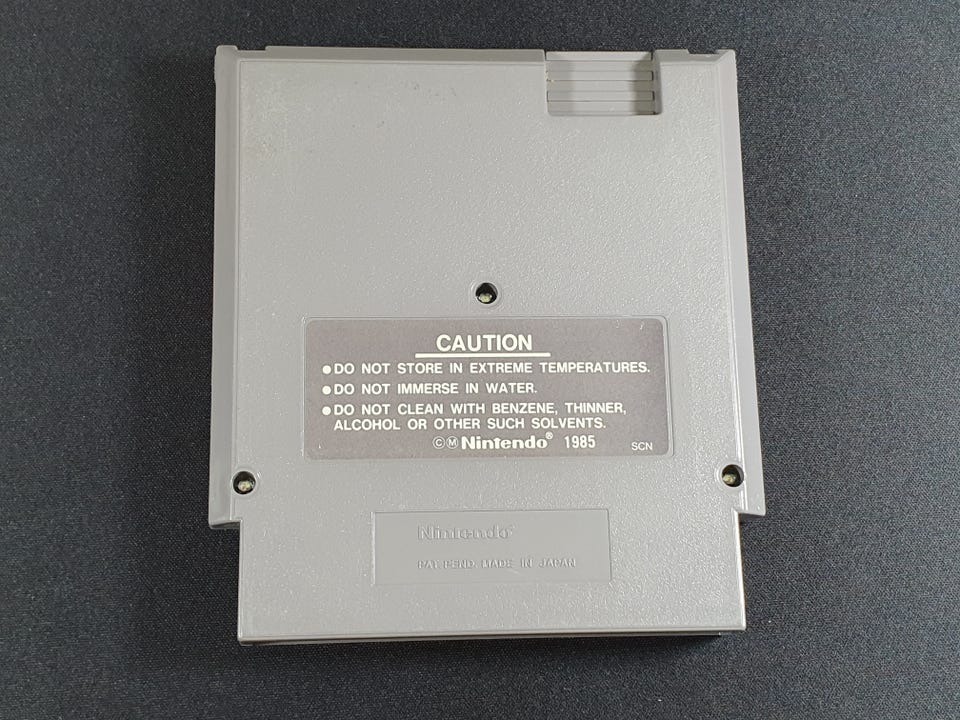 CAUTION
●DO NOT STORE IN EXTREME TEMPERATURES.
●DO NOT IMMERSE IN WATER.
●DO NOT CLEAN WITH BENZENE, THINNER,
ALCOHOL OR OTHER SUCH SOLVENTS.
©Ⓜ Nintendo® 1985 SCN
Nintendo®
PAT. PEND. MADE IN JAPAN